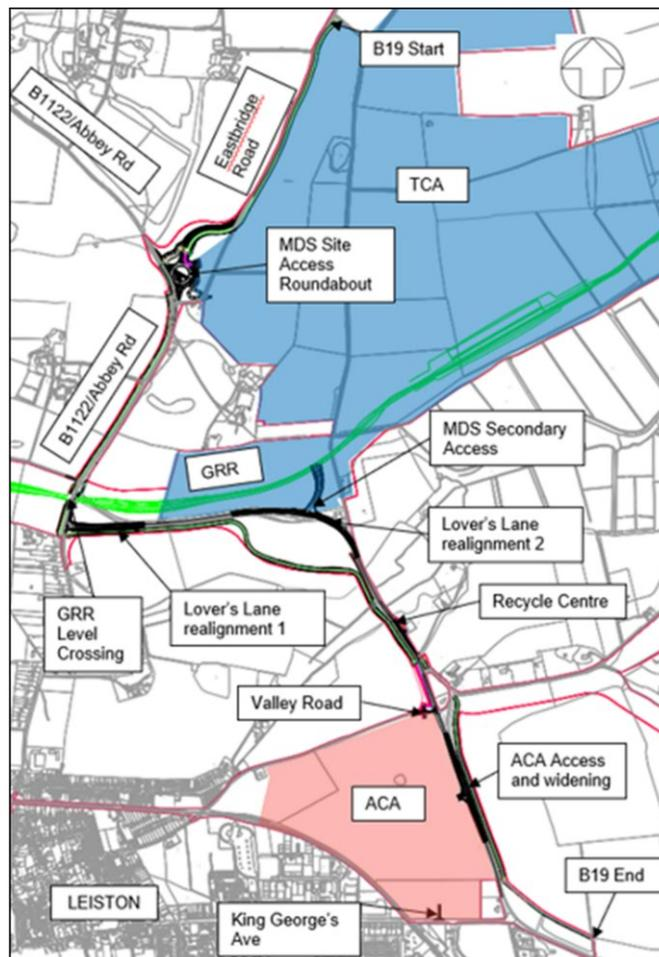 B19 Start
B1122/Abbey Rd
Eastbridge
Road
TCA
MDS Site
Access
Roundabout
B1122/Abbey Rd
MDS Secondary
Access
GRR
Lover's Lane
realignment 2
GRR
Level
Crossing
Lover's Lane
realignment 1
Recycle Centre
Valley Road
ACA Access
and widening
ACA
B19 End
LEISTON
King George's
Ave